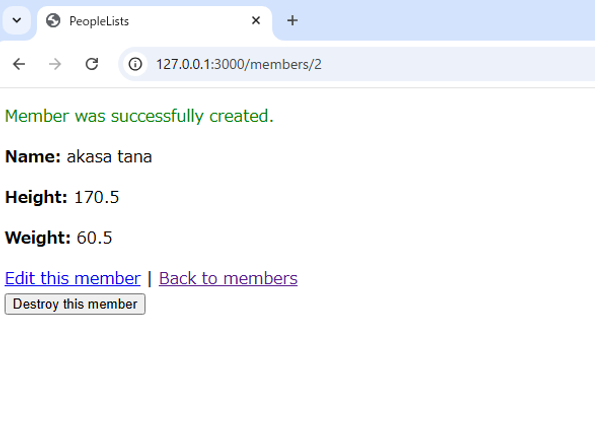 PeopleLists
127.0.0.1:3000/members/2
Member was successfully created.
Name: akasa tana
Height: 170.5
Weight: 60.5
Edit this member | Back to members
Destroy this member